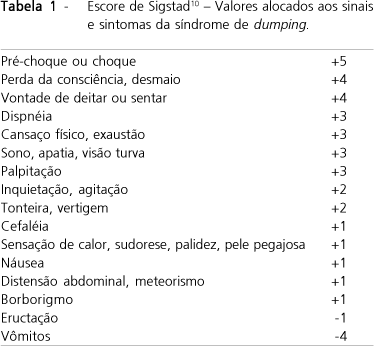 Tabela 1 - Escore de Sigstad10 – Valores alocados aos sinais
e sintomas da síndrome de dumping.
Pré-choque ou choque +5
Perda da consciência, desmaio +4
Vontade de deitar ou sentar +4
Dispnéia +3
Cansaço físico, exaustão +3
Sono, apatia, visão turva +3
Palpitação +3
Inquietação, agitação +2
Tonteira, vertigem +2
Cefaléia +1
Sensação de calor, sudorese, palidez, pele pegajosa +1
Náusea +1
Distensão abdominal, meteorismo +1
Borborigmo +1
Eructação -1
Vômitos -4